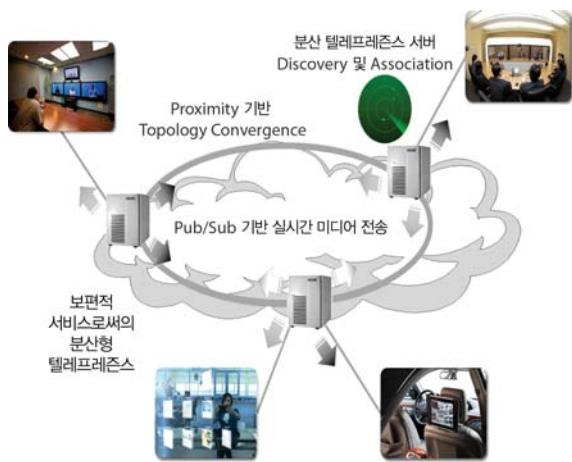 분산 텔레프레즌스 서버
Discovery 및 Association
Proximity 기반
Topology Convergence
Pub/Sub 기반 실시간 미디어 전송
보편적
서비스로써의
분산형
텔레프레즌스